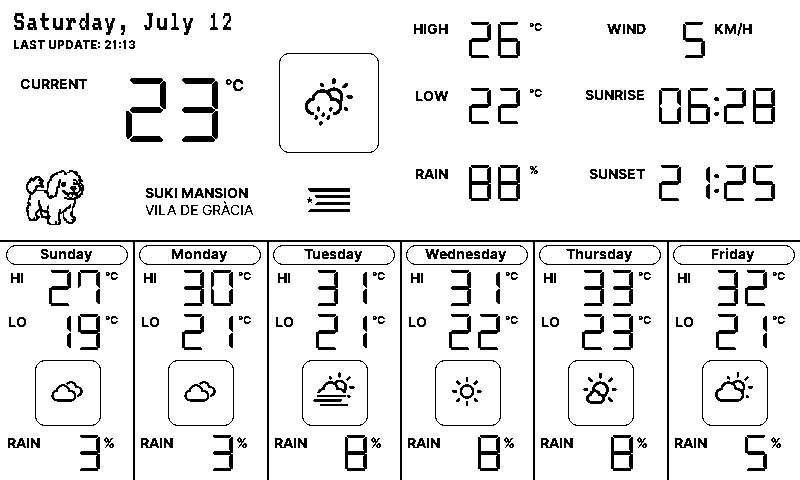 Saturday, July 12
LAST UPDATE: 21:13
CURRENT 23 °C
SUKI MANSION
VILA DE GRÀCIA
HIGH 26 °C
LOW 22 °C
RAIN 88 %
WIND 5 KM/H
SUNRISE 06:28
SUNSET 21:25
Sunday
HI 27 °C
LO 19 °C
RAIN 3 %
Monday
HI 30 °C
LO 21 °C
RAIN 3 %
Tuesday
HI 31 °C
LO 21 °C
RAIN 8 %
Wednesday
HI 31 °C
LO 22 °C
RAIN 8 %
Thursday
HI 33 °C
LO 23 °C
RAIN 8 %
Friday
HI 32 °C
LO 21 °C
RAIN 5 %